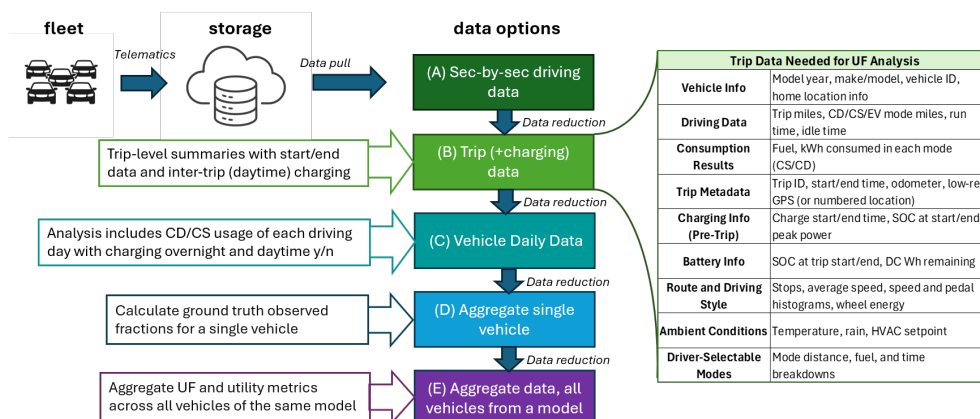 fleet
storage
data options
Telematics
Data pull
(A) Sec-by-sec driving
data
Data reduction
Trip-level summaries with start/end
data and inter-trip (daytime) charging
(B) Trip (+charging)
data
Data reduction
Analysis includes CD/CS usage of each driving
day with charging overnight and daytime y/n
(C) Vehicle Daily Data
Data reduction
Calculate ground truth observed
fractions for a single vehicle
(D) Aggregate single
vehicle
Data reduction
Aggregate UF and utility metrics
across all vehicles of the same model
(E) Aggregate data, all
vehicles from a model
Trip Data Needed for UF Analysis
Vehicle Info
Model year, make/model, vehicle ID,
home location info
Driving Data
Trip miles, CD/CS/EV mode miles, run
time, idle time
Consumption
Results
Fuel, kWh consumed in each mode
(CS/CD)
Trip Metadata
Trip ID, start/end time, odometer, low-re
GPS (or numbered location)
Charging Info
(Pre-Trip)
Charge start/end time, SOC at start/end
peak power
Battery Info
SOC at trip start/end, DC Wh remaining
Route and Driving
Style
Stops, average speed, speed and pedal
histograms, wheel energy
Ambient Conditions
Temperature, rain, HVAC setpoint
Driver-Selectable
Modes
Mode distance, fuel, and time
breakdowns